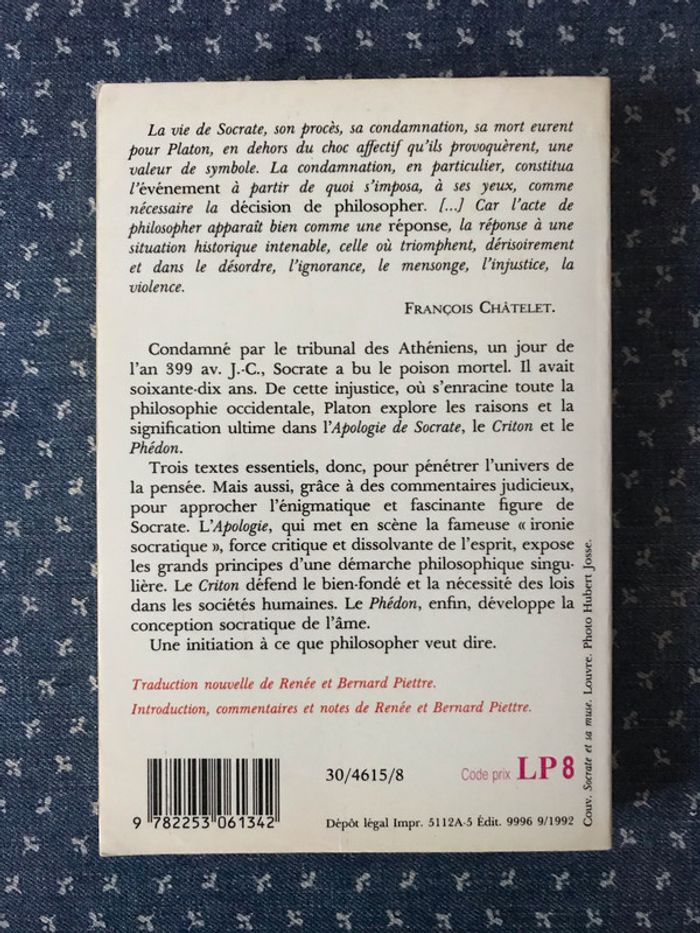 La vie de Socrate, son procès, sa condamnation, sa mort eurent
pour Platon, en dehors du choc affectif qu'ils provoquèrent, une
valeur de symbole. La condamnation, en particulier, constitua
l'événement à partir de quoi s'imposa, à ses yeux, comme
nécessaire la décision de philosopher. [...] Car l'acte de
philosopher apparaît bien comme une réponse, la réponse à une
situation historique intenable, celle où triomphent, dérisoirement
et dans le désordre, l'ignorance, le mensonge, l'injustice, la
violence.
FRANÇOIS CHÂTELET.
Condamné par le tribunal des Athéniens, un jour de
l'an 399 av. J.-C., Socrate a bu le poison mortel. Il avait
soixante-dix ans. De cette injustice, où s'enracine toute la
philosophie occidentale, Platon explore les raisons et la
signification ultime dans l'Apologie de Socrate, le Criton et le
Phédon.
Trois textes essentiels, donc, pour pénétrer l'univers de
la pensée. Mais aussi, grâce à des commentaires judicieux,
pour approcher l'énigmatique et fascinante figure de
Socrate. L'Apologie, qui met en scène la fameuse « ironie
socratique », force critique et dissolvante de l'esprit, expose
les grands principes d'une démarche philosophique singu-
lière. Le Criton défend le bien-fondé et la nécessité des lois
dans les sociétés humaines. Le Phédon, enfin, développe la
conception socratique de l'âme.
Une initiation à ce que philosopher veut dire.
Traduction nouvelle de Renée et Bernard Piettre.
Introduction, commentaires et notes de Renée et Bernard Piettre.
30/4615/8
Code prix LP 8
9 782253 061342
Dépôt légal Impr. 5112A-5 Édit. 9996 9/1992
Couv. Socrate et sa muse. Louvre. Photo Hubert Josse.